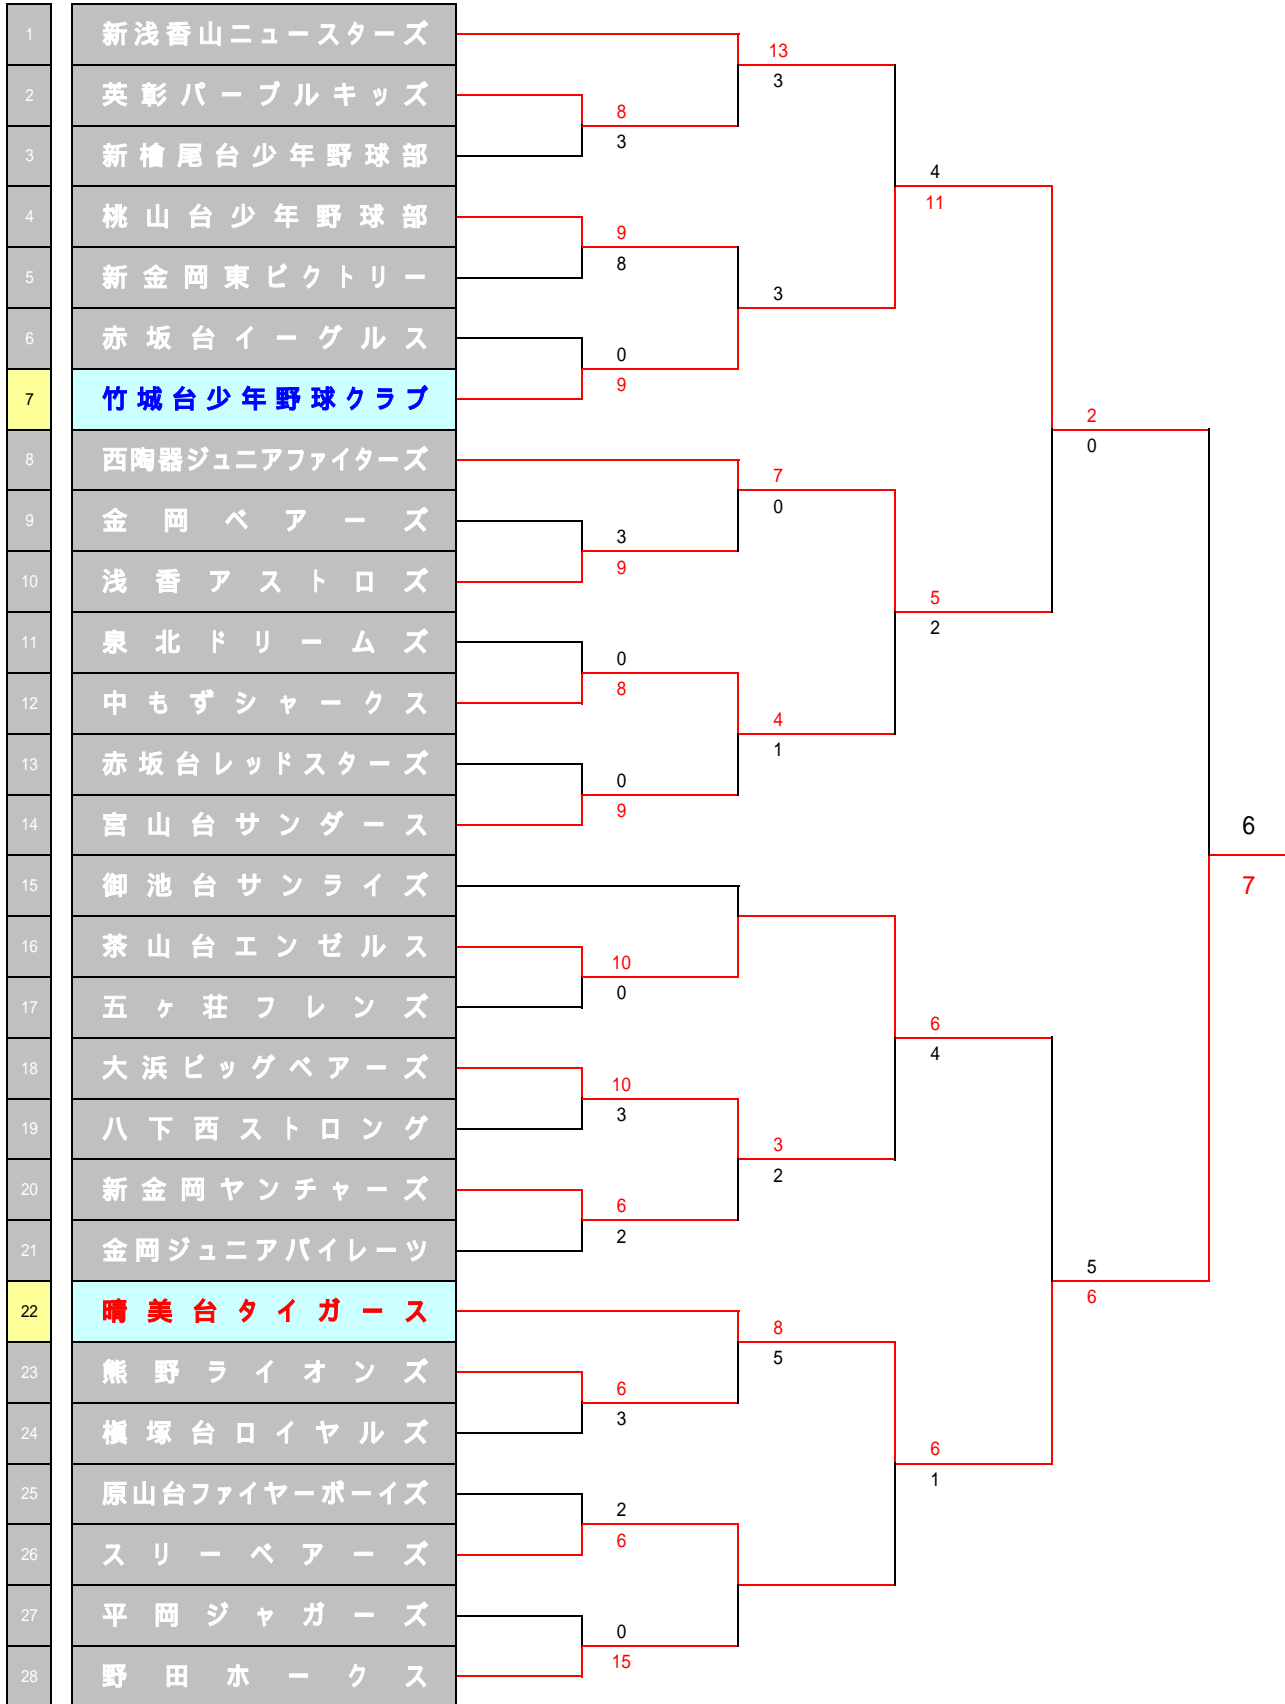 1 新浅香山ニュースターズ
13
2 英彰パープルキッズ
3
8
3 新檜尾台少年野球部
3
4
4 桃山台少年野球部
11
9
5 新金岡東ビクトリー
8
3
6 赤坂台イーグルス
0
7 竹城台少年野球クラブ
9
2
0
8 西陶器ジュニアファイターズ
7
0
9 金岡ベアーズ
3
10 浅香アストロズ
9
5
2
11 泉北ドリームズ
0
12 中もずシャークス
8
4
1
13 赤坂台レッドスターズ
0
14 宮山台サンダース
9
6
15 御池台サンライズ
7
16 茶山台エンゼルス
10
17 五ヶ荘フレンズ
0
6
4
18 大浜ビッグベアーズ
10
19 八下西ストロング
3
3
2
20 新金岡ヤンチャーズ
6
21 金岡ジュニアパイレーツ
2
5
6
22 晴美台タイガース
8
5
23 熊野ライオンズ
6
24 槇塚台ロイヤルズ
3
6
1
25 原山台ファイヤーボーイズ
2
26 スリーベアーズ
6
27 平岡ジャガーズ
0
28 野田ホークス
15